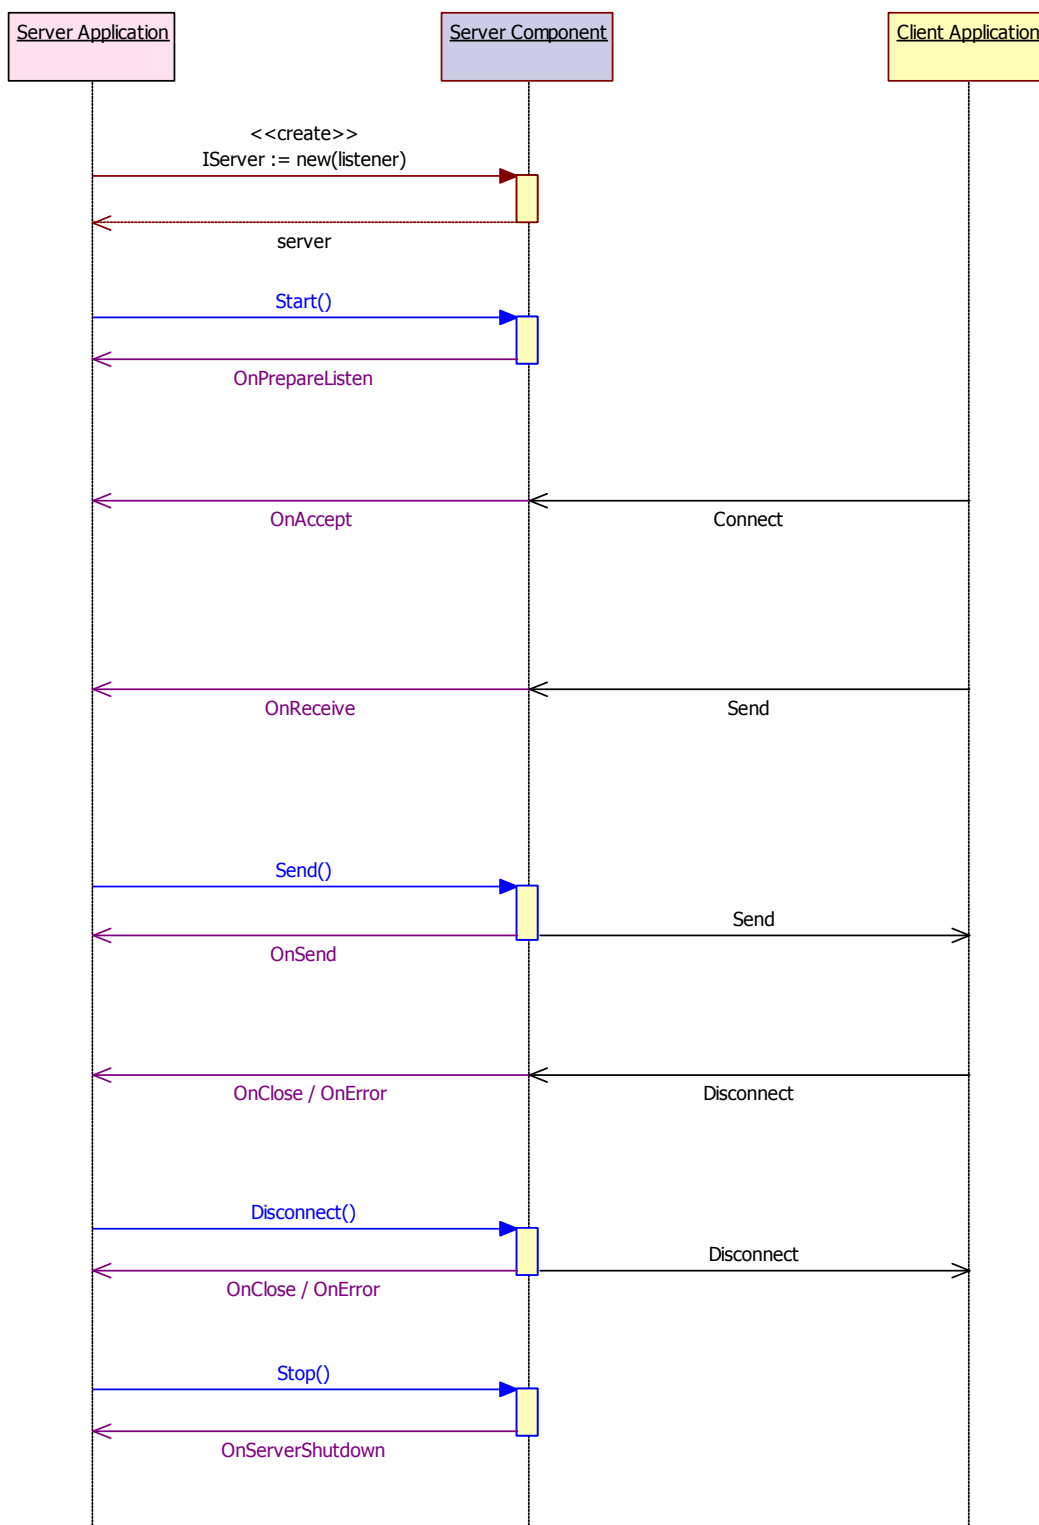 Server Application
Server Component
Client Application
<<create>>
IServer := new(listener)
server
Start()
OnPrepareListen
OnAccept
Connect
OnReceive
Send
Send()
Send
OnSend
OnClose / OnError
Disconnect
Disconnect()
Disconnect
OnClose / OnError
Stop()
OnServerShutdown